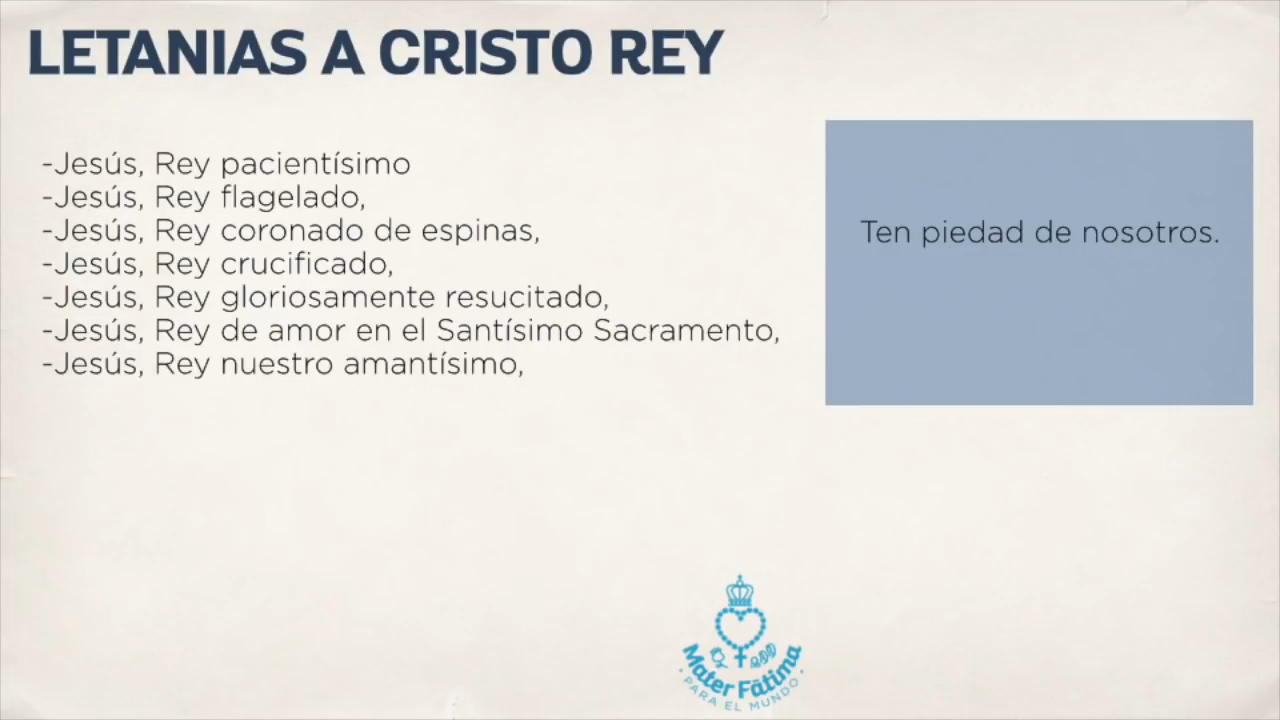 LETANIAS A CRISTO REY
-Jesús, Rey pacientísimo
-Jesús, Rey flagelado,
-Jesús, Rey coronado de espinas,
-Jesús, Rey crucificado,
-Jesús, Rey gloriosamente resucitado,
-Jesús, Rey de amor en el Santísimo Sacramento,
-Jesús, Rey nuestro amantísimo,
Ten piedad de nosotros.
Mater Fátima
· PARA EL MUNDO ·